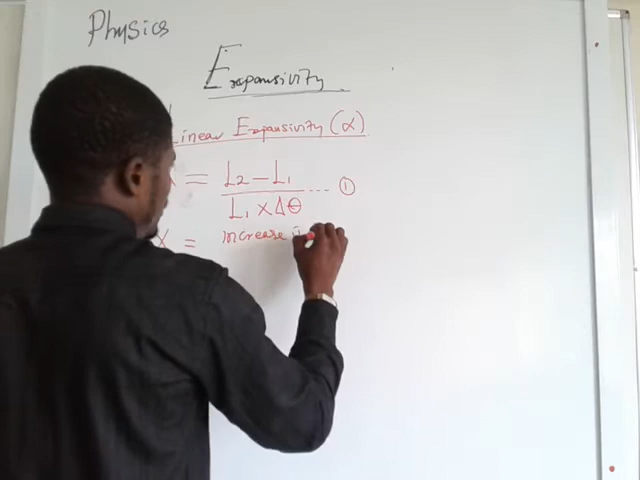 Physics
Expansivity
Linear Expansivity (α)
= L2 - L1
L1 × Δθ .... ①
α = increase